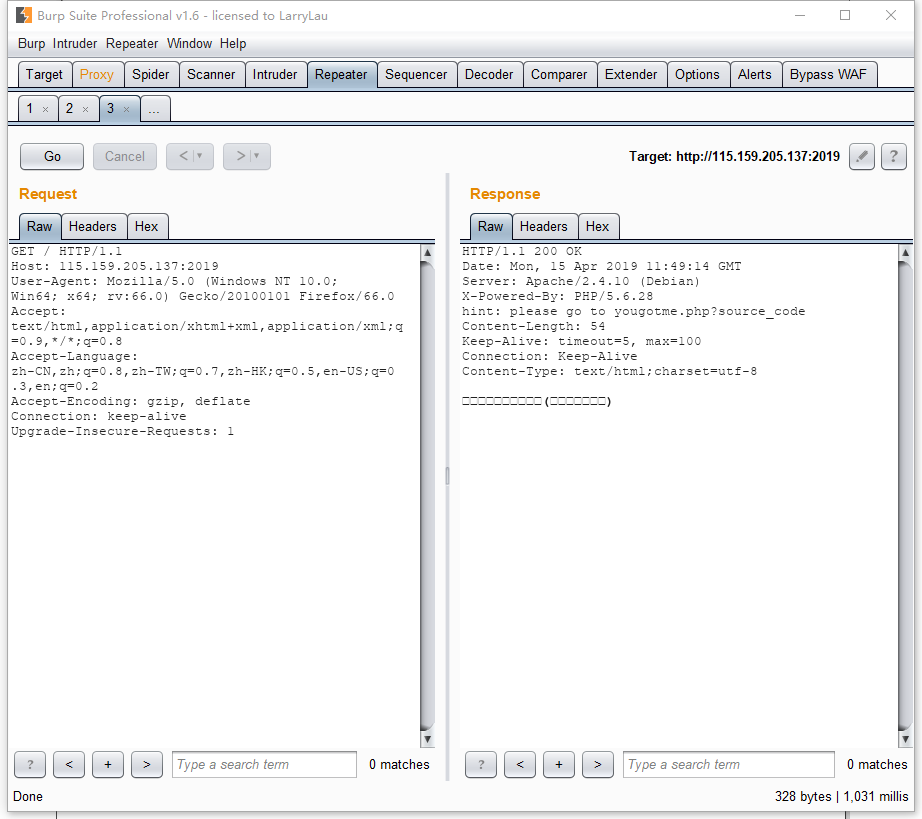 Burp Suite Professional v1.6 - licensed to LarryLau
Burp Intruder Repeater Window Help
Target Proxy Spider Scanner Intruder Repeater Sequencer Decoder Comparer Extender Options Alerts Bypass WAF
1 × 2 × 3 × ...
Go Cancel < | ▼ > | ▼ Target: http://115.159.205.137:2019 ?
Request
Raw Headers Hex
GET / HTTP/1.1
Host: 115.159.205.137:2019
User-Agent: Mozilla/5.0 (Windows NT 10.0;
Win64; x64; rv:66.0) Gecko/20100101 Firefox/66.0
Accept:
text/html,application/xhtml+xml,application/xml;q
=0.9,*/*;q=0.8
Accept-Language:
zh-CN,zh;q=0.8,zh-TW;q=0.7,zh-HK;q=0.5,en-US;q=0
.3,en;q=0.2
Accept-Encoding: gzip, deflate
Connection: keep-alive
Upgrade-Insecure-Requests: 1
? < + > Type a search term 0 matches
Response
Raw Headers Hex
HTTP/1.1 200 OK
Date: Mon, 15 Apr 2019 11:49:14 GMT
Server: Apache/2.4.10 (Debian)
X-Powered-By: PHP/5.6.28
hint: please go to yougotme.php?source_code
Content-Length: 54
Keep-Alive: timeout=5, max=100
Connection: Keep-Alive
Content-Type: text/html;charset=utf-8
□□□□□□□□□□(□□□□□□□)
? < + > Type a search term 0 matches
Done 328 bytes | 1,031 millis